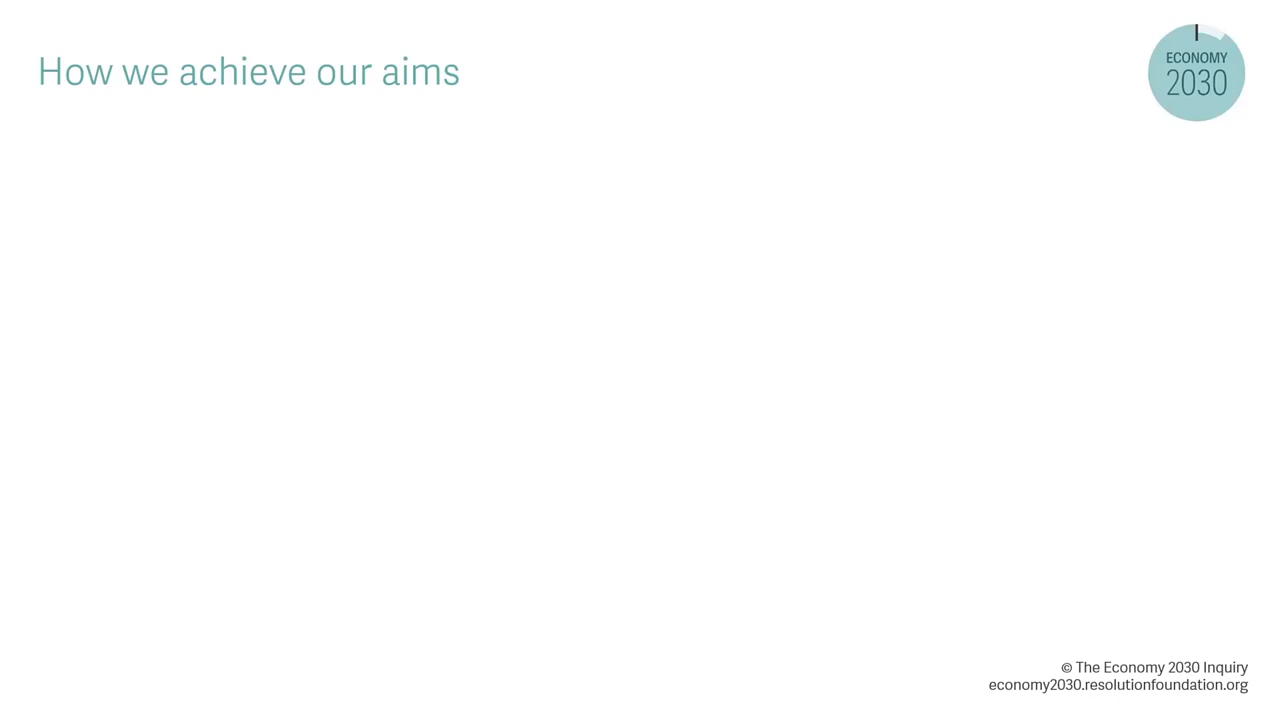 How we achieve our aims
ECONOMY
2030
© The Economy 2030 Inquiry
economy2030.resolutionfoundation.org